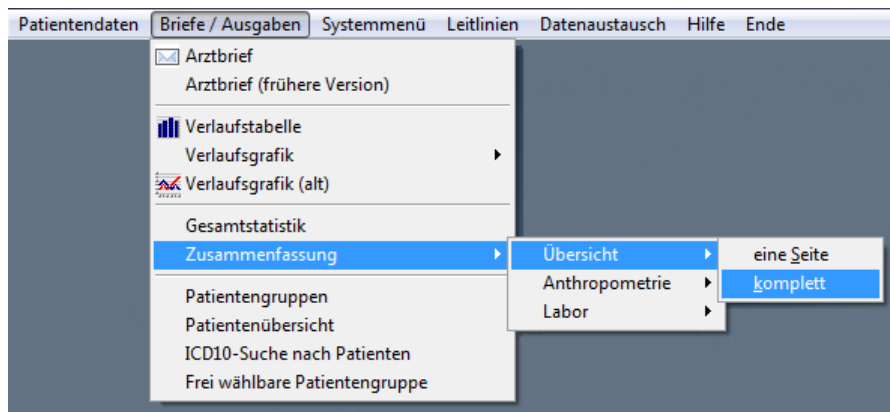 Patientendaten Briefe / Ausgaben Systemmenü Leitlinien Datenaustausch Hilfe Ende
Arztbrief
Arztbrief (frühere Version)
Verlaufstabelle
Verlaufsgrafik
Verlaufsgrafik (alt)
Gesamtstatistik
Zusammenfassung
Übersicht
eine Seite
komplett
Anthropometrie
Labor
Patientengruppen
Patientenübersicht
ICD10-Suche nach Patienten
Frei wählbare Patientengruppe